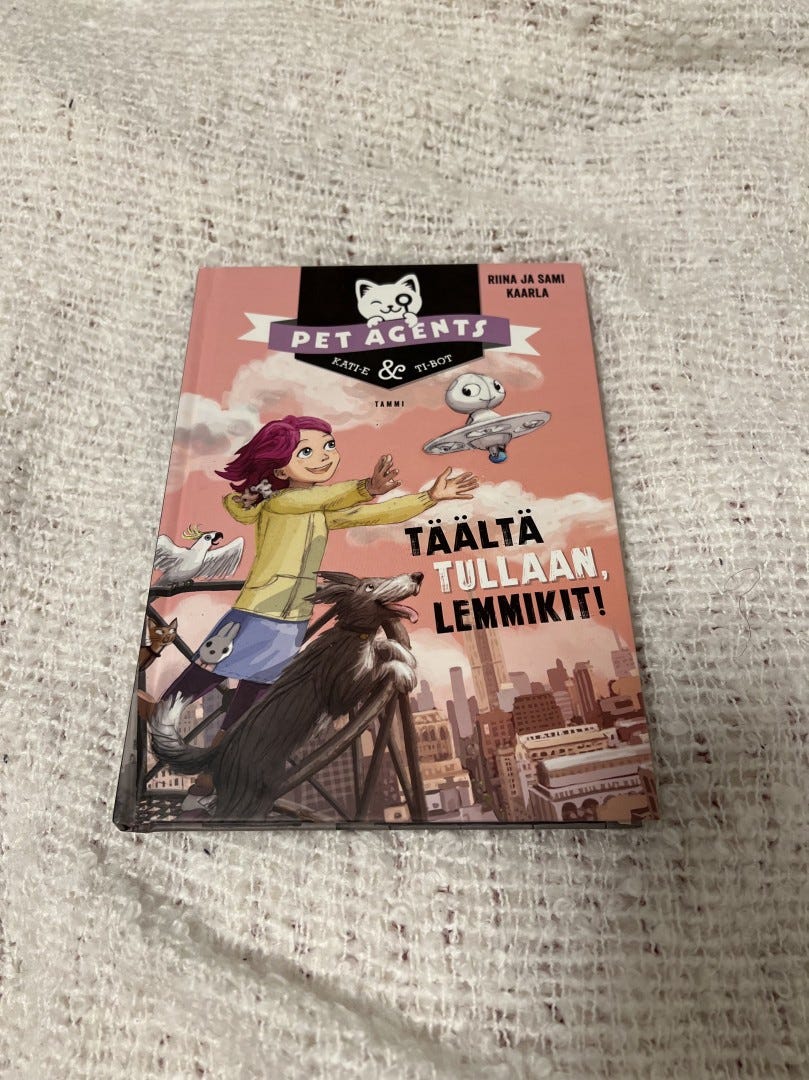 RIINA JA SAMI
KAARLA
PET AGENTS
KATI-E & TI-BOT
TAMMI
TÄÄLTÄ
TULLAAN,
LEMMIKIT!